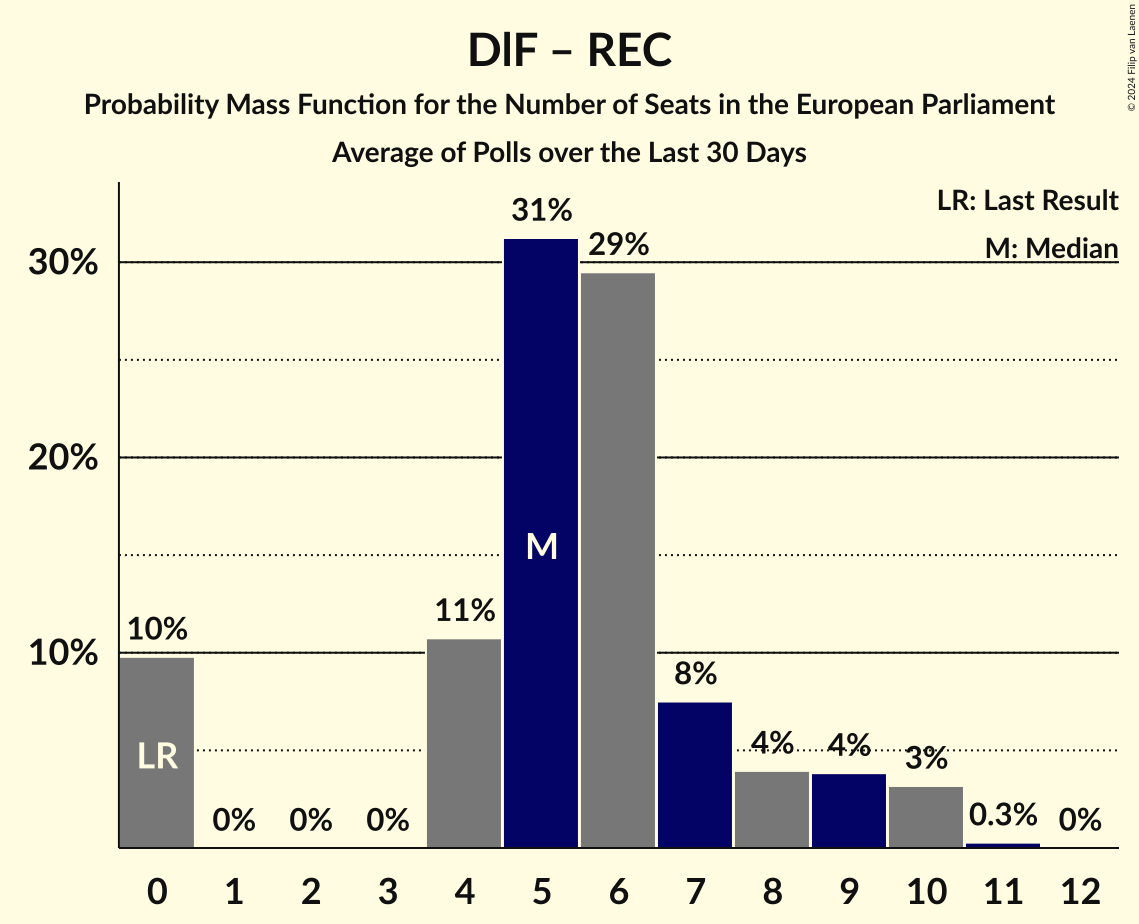 DIF – REC
Probability Mass Function for the Number of Seats in the European Parliament
Average of Polls over the Last 30 Days
© 2024 Filip van Laenen
LR: Last Result
M: Median
30%
20%
10%
10%
0%
0%
0%
11%
31%
29%
8%
4%
4%
3%
0.3%
0%
LR
M
0 1 2 3 4 5 6 7 8 9 10 11 12